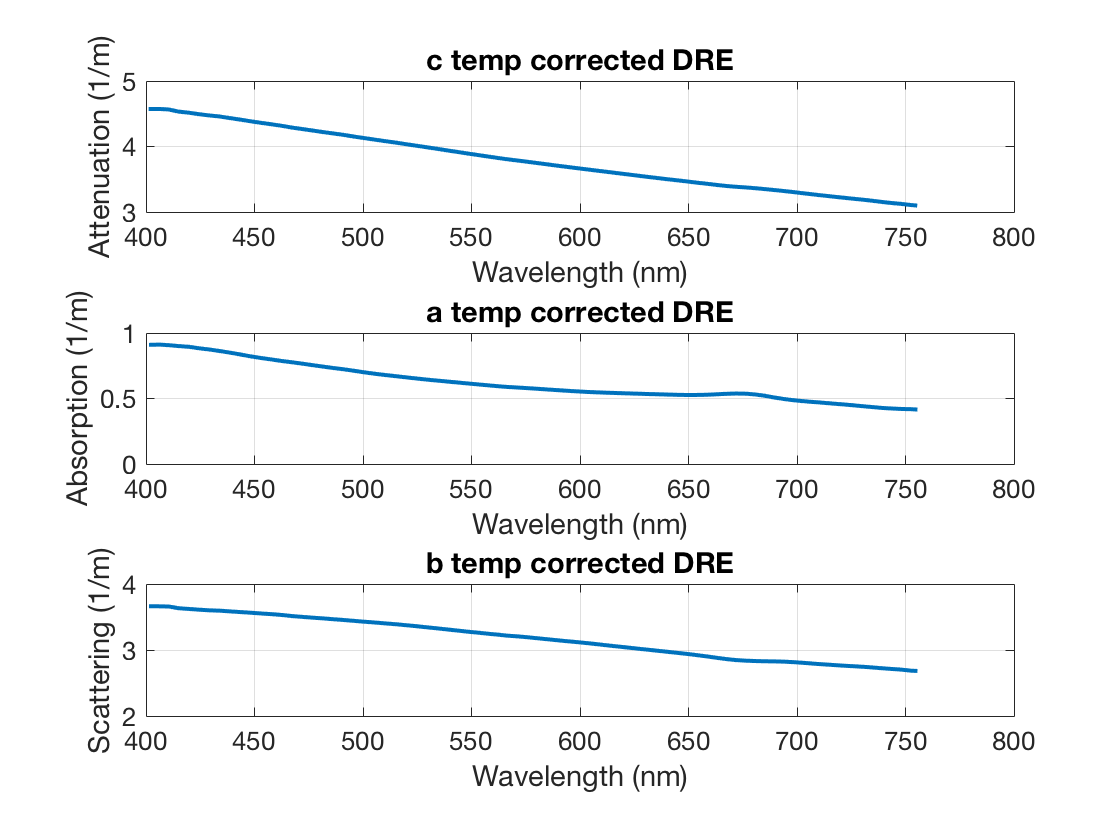 c temp corrected DRE
Attenuation (1/m)
5
4
3
400 450 500 550 600 650 700 750 800
Wavelength (nm)
a temp corrected DRE
Absorption (1/m)
1
0.5
0
400 450 500 550 600 650 700 750 800
Wavelength (nm)
b temp corrected DRE
Scattering (1/m)
4
3
2
400 450 500 550 600 650 700 750 800
Wavelength (nm)